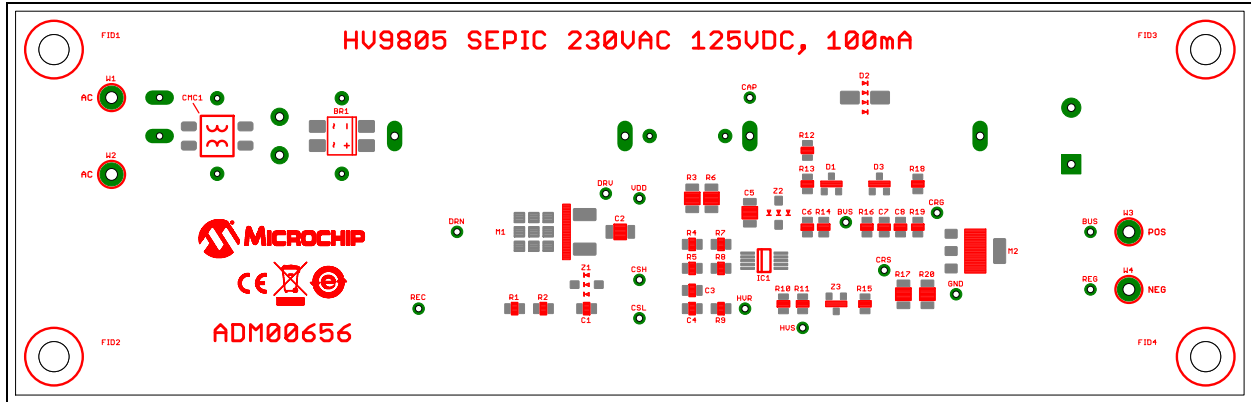 HV9805 SEPIC 230VAC 125VDC, 100mA
FID1
FID3
W1
AC
CMC1
BR1
CAP
D2
W2
AC
R12
R13
D1
D3
R18
DRV
VDD
R3
R6
C5
Z2
CRG
DRN
M1
C2
R4
R7
C6
R14
BVS
R16
C7
C8
R19
BUS
W3
POS
MICROCHIP
CE
e
M2
R5
R8
IC1
CRS
Z1
CSH
C3
R17
R20
GND
REG
W4
NEG
REC
R1
R2
C1
CSL
C4
R9
HVR
R10
R11
Z3
R15
HVS
ADM00656
FID2
FID4